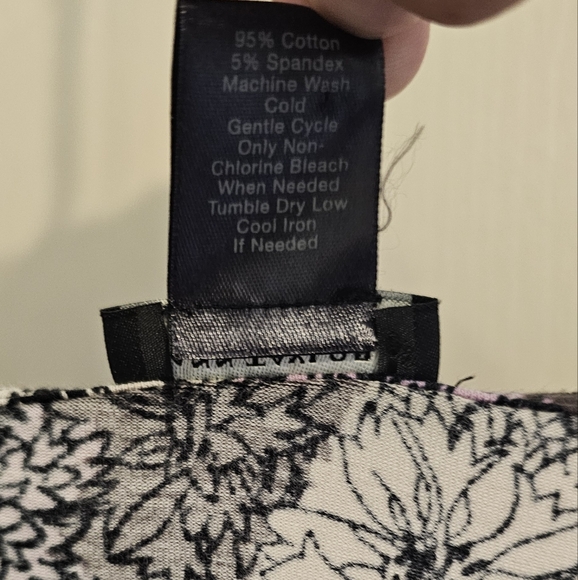 95% Cotton
5% Spandex
Machine Wash
Cold
Gentle Cycle
Only Non-
Chlorine Bleach
When Needed
Tumble Dry Low
Cool Iron
If Needed